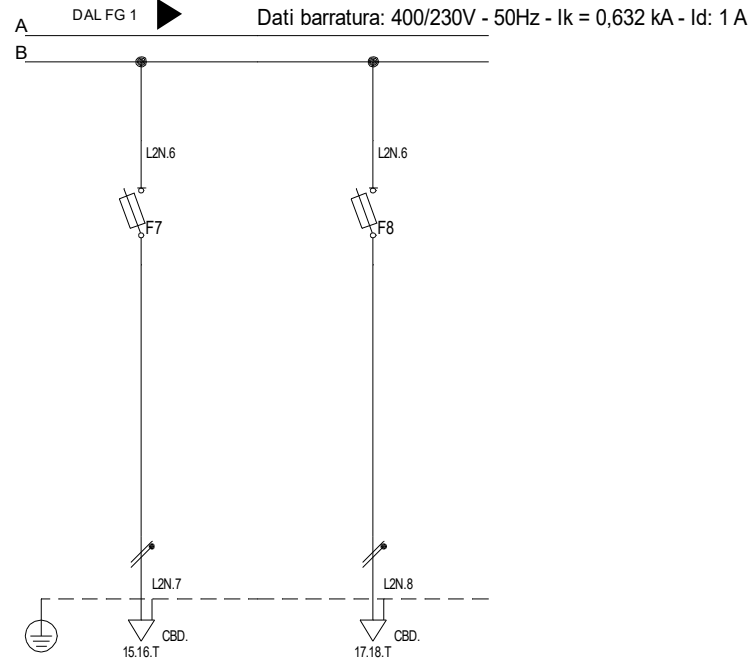 DAL FG 1 Dati barratura: 400/230V - 50Hz - Ik = 0,632 kA - Id: 1 A
A
B
L2N.6 L2N.6
F7 F8
L2N.7 L2N.8
CBD. CBD.
15.16.T 17.18.T